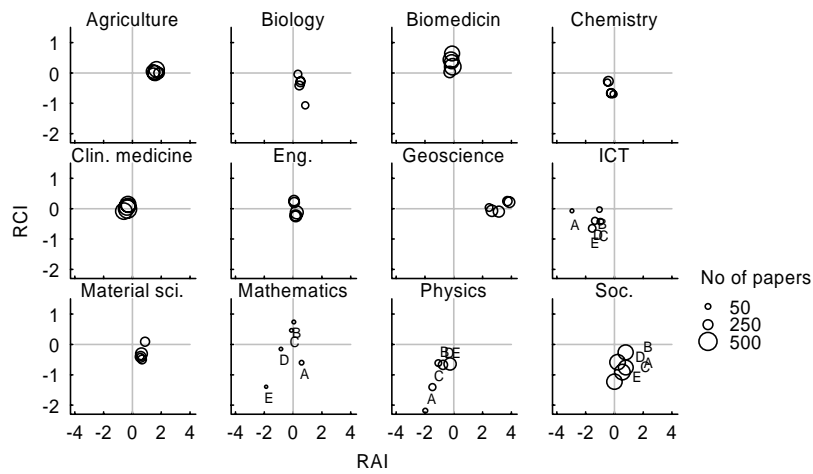 Agriculture Biology Biomedicin Chemistry
1
0
-1
-2
Clin. medicine Eng. Geoscience ICT
1
0
-1
-2
A
B
D C
E
RCI
No of papers
50
250
500
Material sci. Mathematics Physics Soc.
1
0
-1
-2
B
C
D
A
E
B E
C
A
B
D
A
C
E
-4 -2 0 2 4 -4 -2 0 2 4 -4 -2 0 2 4 -4 -2 0 2 4
RAI